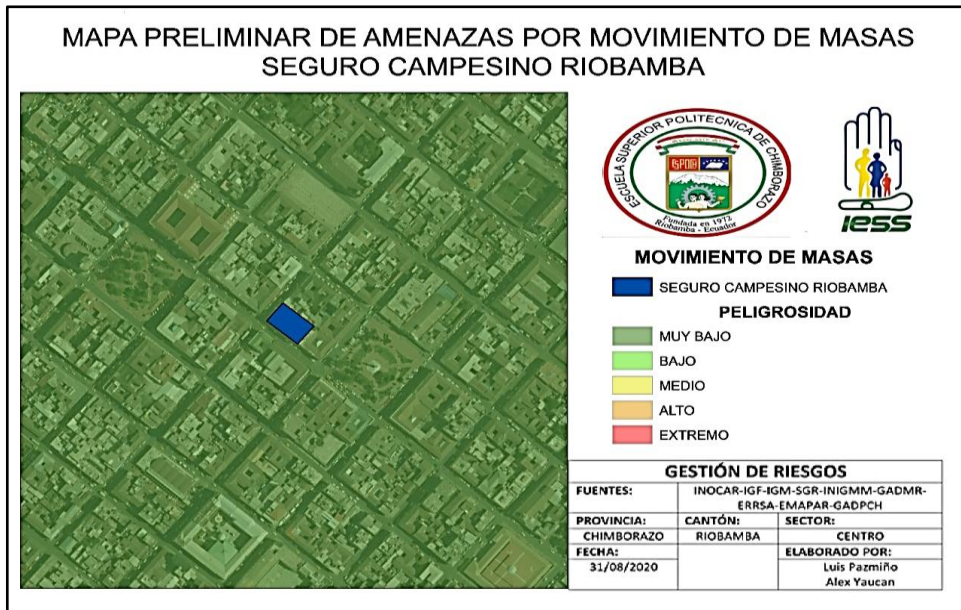 MAPA PRELIMINAR DE AMENAZAS POR MOVIMIENTO DE MASAS
SEGURO CAMPESINO RIOBAMBA
ESCUELA SUPERIOR POLITECNICA DE CHIMBORAZO
ESPOCH
Fundada en 1972
Riobamba - Ecuador
IESS
MOVIMIENTO DE MASAS
SEGURO CAMPESINO RIOBAMBA
PELIGROSIDAD
MUY BAJO
BAJO
MEDIO
ALTO
EXTREMO
GESTIÓN DE RIESGOS
FUENTES: INOCAR-IGF-IGM-SGR-INIGMM-GADMR-
ERRSA-EMAPAR-GADPCH
PROVINCIA: CANTÓN: SECTOR:
CHIMBORAZO RIOBAMBA CENTRO
FECHA: ELABORADO POR:
31/08/2020 Luis Pazmiño
Alex Yaucan